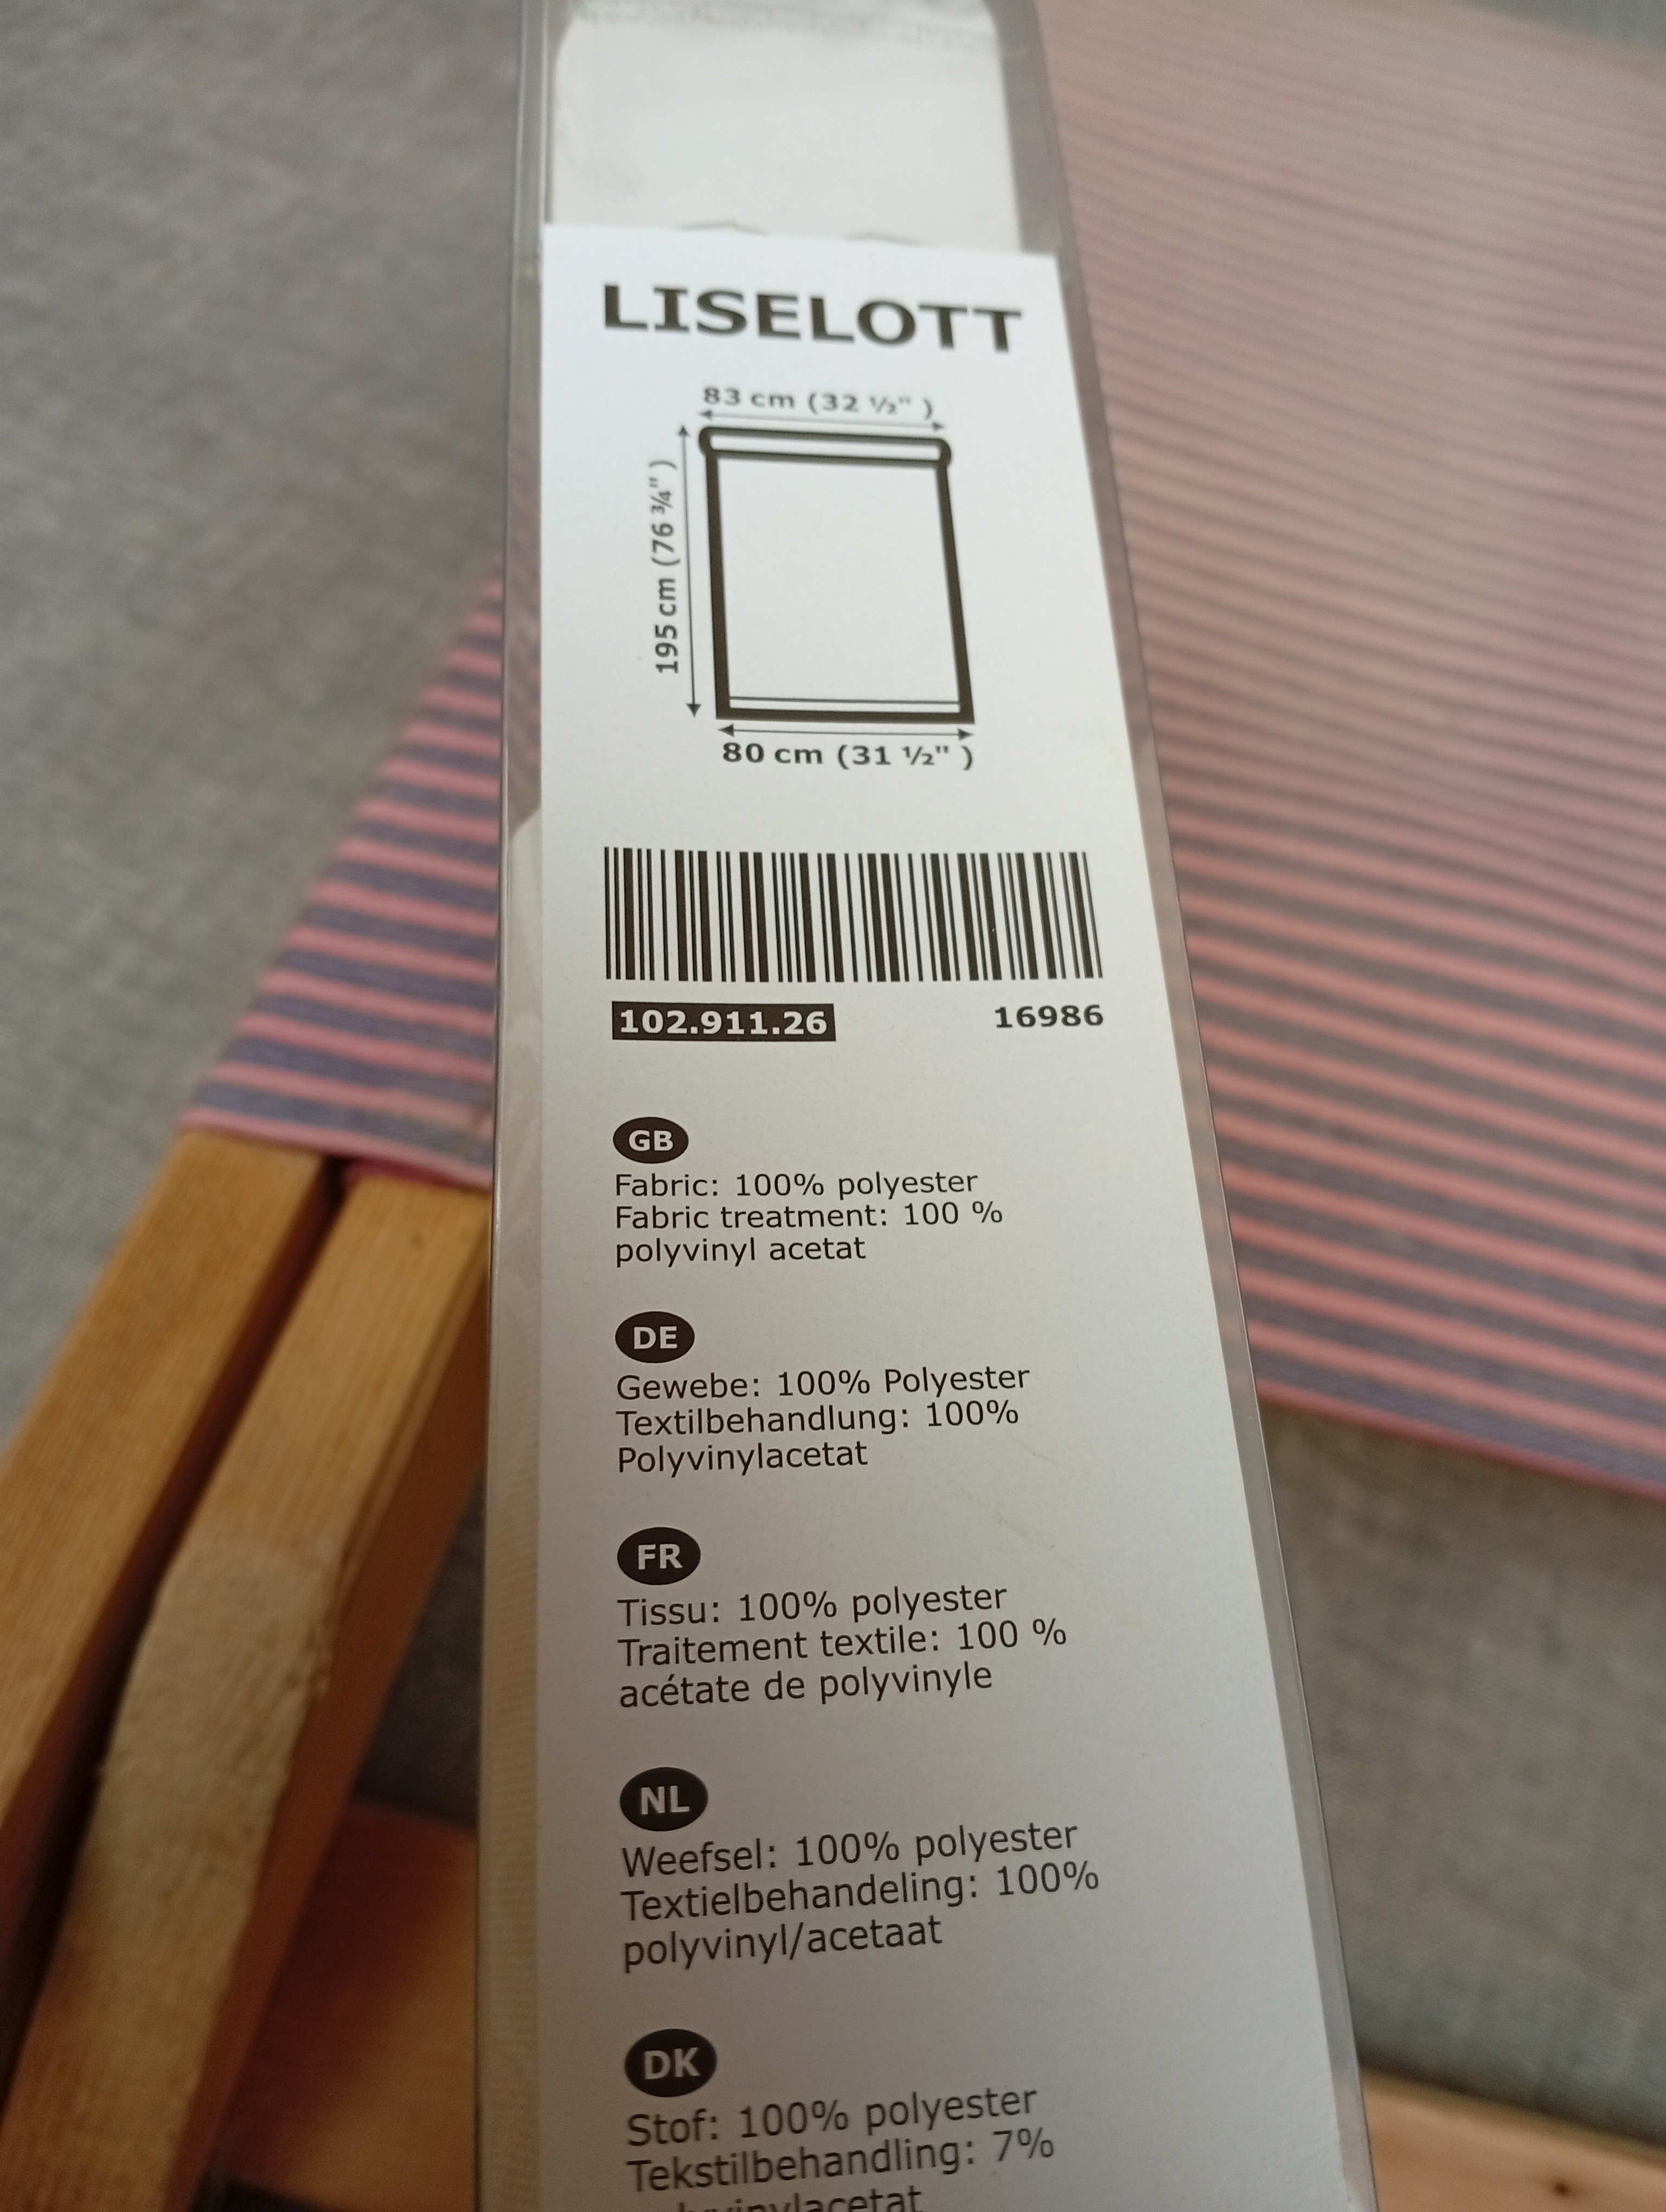 LISELOTT
83 cm (32 ½" )
195 cm (76 ¾" )
80 cm (31 ½" )
102.911.26
16986
GB
Fabric: 100% polyester
Fabric treatment: 100 %
polyvinyl acetat
DE
Gewebe: 100% Polyester
Textilbehandlung: 100%
Polyvinylacetat
FR
Tissu: 100% polyester
Traitement textile: 100 %
acétate de polyvinyle
NL
Weefsel: 100% polyester
Textielbehandeling: 100%
polyvinyl/acetaat
DK
Stof: 100% polyester
Tekstilbehandling: 7%